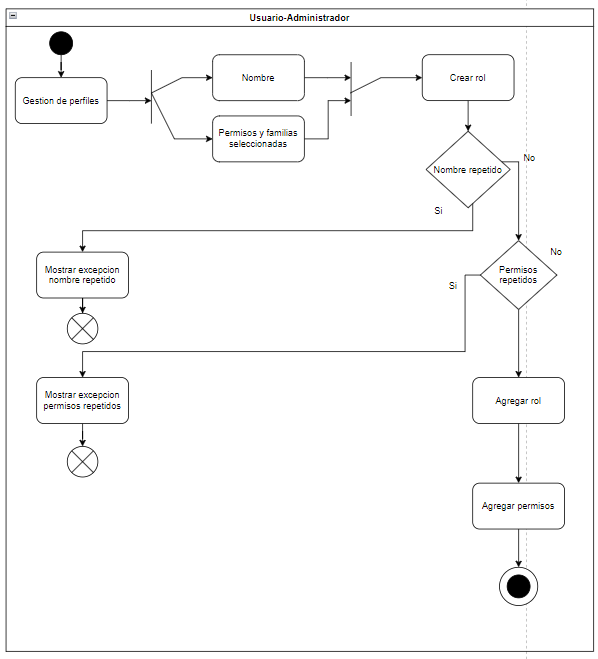 Usuario-Administrador
Gestion de perfiles
Nombre
Crear rol
Permisos y familias
seleccionadas
Nombre repetido
No
Si
Mostrar excepcion
nombre repetido
Permisos
repetidos
No
Si
Mostrar excepcion
permisos repetidos
Agregar rol
Agregar permisos